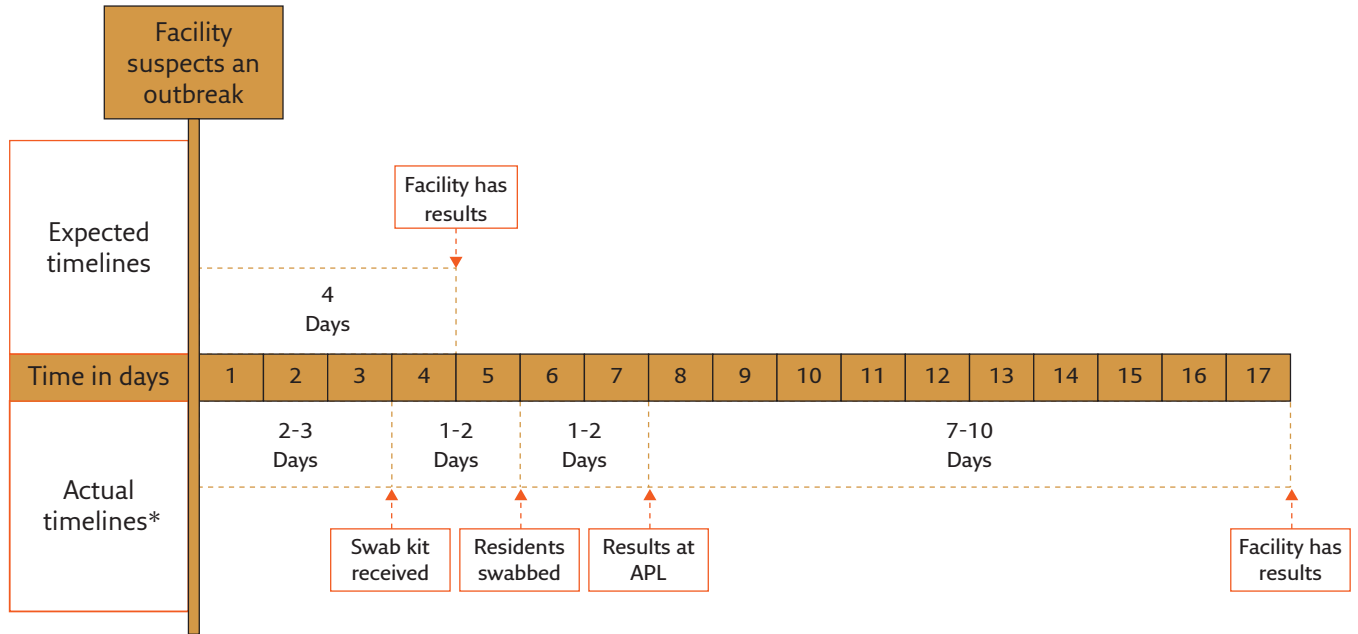 Facility
suspects an
outbreak
Expected
timelines
Facility has
results
4
Days
Time in days
1 2 3 4 5 6 7 8 9 10 11 12 13 14 15 16 17
Actual
timelines*
2-3
Days
1-2
Days
1-2
Days
7-10
Days
Swab kit
received
Residents
swabbed
Results at
APL
Facility has
results